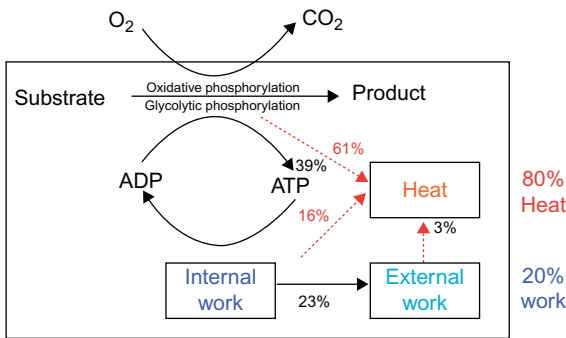 O₂
CO₂
Oxidative phosphorylation
Substrate
Product
Glycolytic phosphorylation
61%
39%
ADP
ATP
Heat
80%
Heat
16%
3%
Internal
work
23%
External
work
20%
work